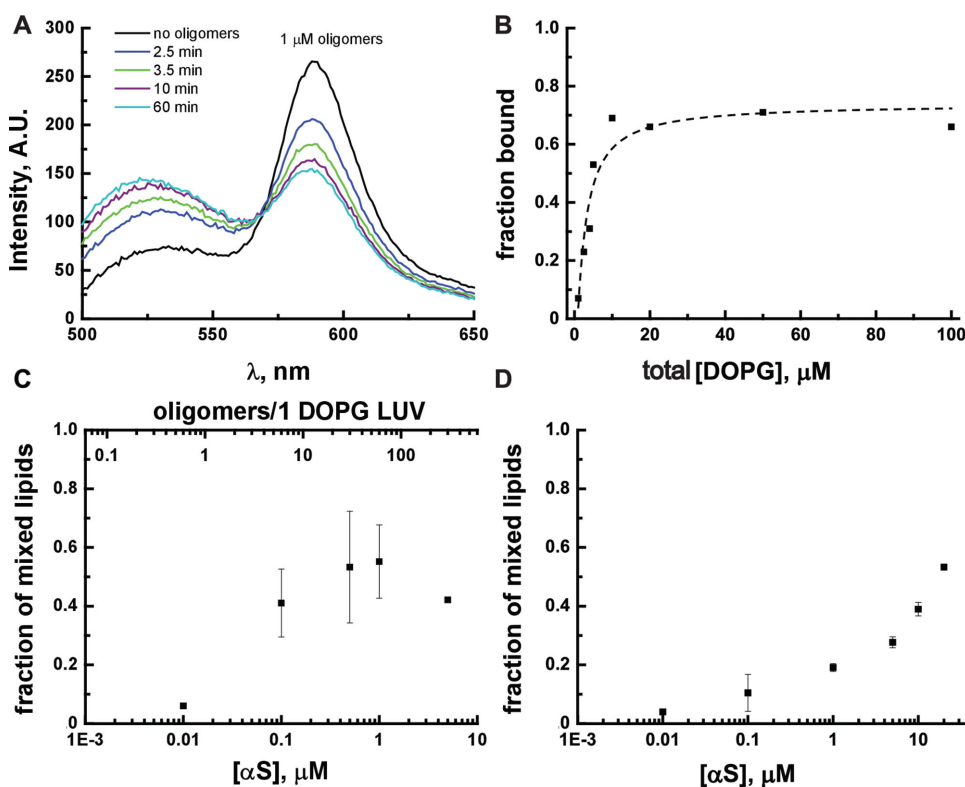 A
300
250
200
150
100
50
0
Intensity, A.U.
no oligomers
2.5 min
3.5 min
10 min
60 min
1 μM oligomers
500
550
600
650
λ, nm
B
1.0
0.8
0.6
0.4
0.2
0
fraction bound
0
20
40
60
80
100
total [DOPG], μM
C
oligomers/1 DOPG LUV
0.1
1
10
100
1.0
0.8
0.6
0.4
0.2
0
fraction of mixed lipids
1E-3
0.01
0.1
1
10
[αS], μM
D
1.0
0.8
0.6
0.4
0.2
0
fraction of mixed lipids
1E-3
0.01
0.1
1
10
[αS], μM